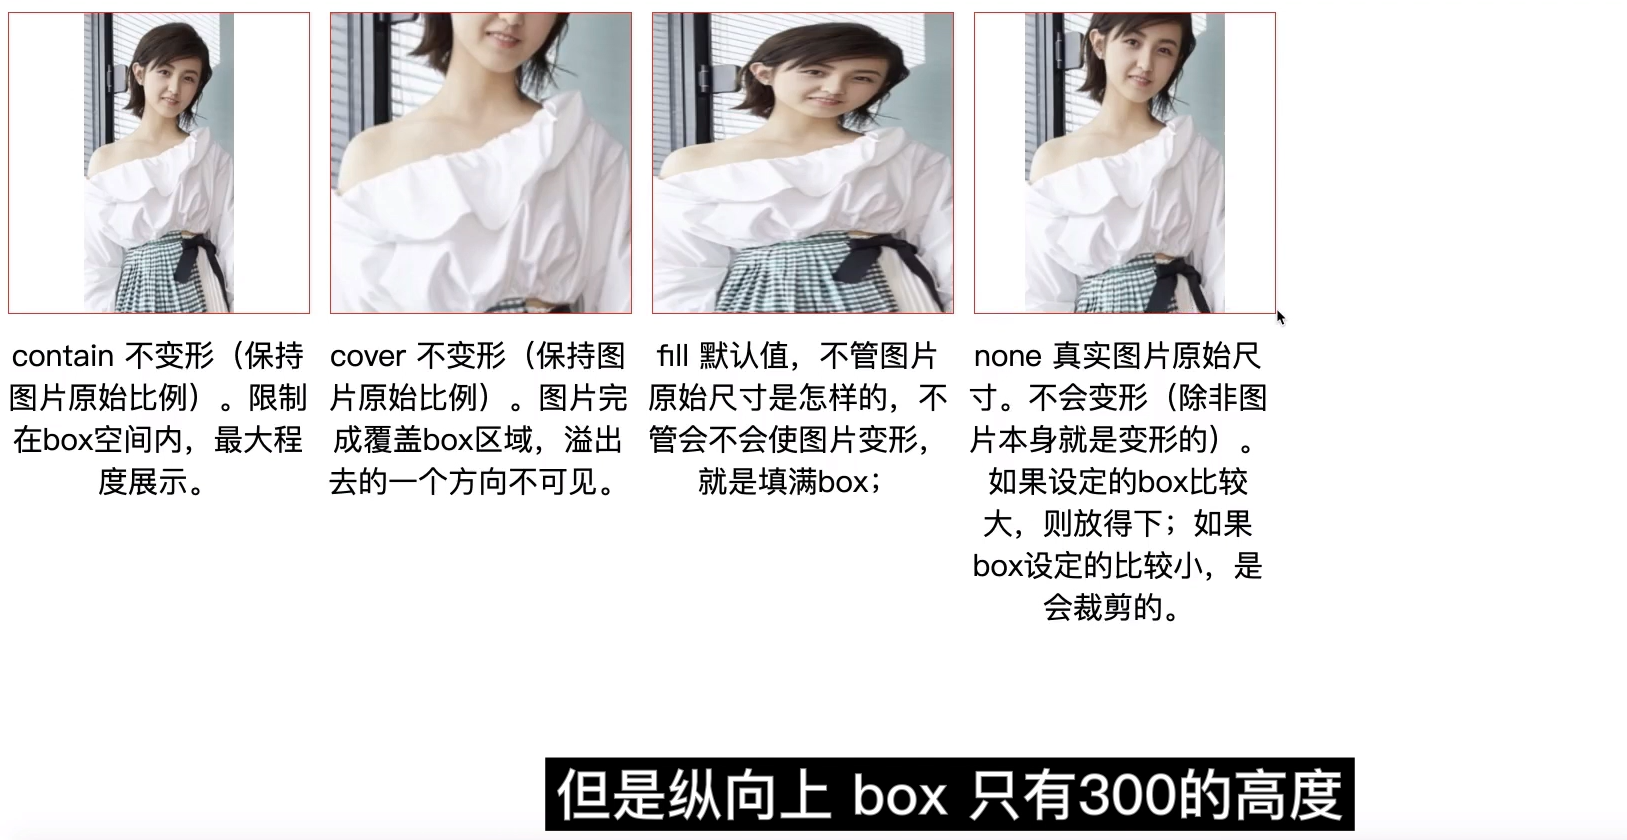 contain 不变形（保持
图片原始比例）。限制
在box空间内，最大程
度展示。
cover 不变形（保持图
片原始比例）。图片完
成覆盖box区域，溢出
去的一个方向不可见。
fill 默认值，不管图片
原始尺寸是怎样的，不
管会不会使图片变形，
就是填满box；
none 真实图片原始尺
寸。不会变形（除非图
片本身就是变形的）。
如果设定的box比较
大，则放得下；如果
box设定的比较小，是
会裁剪的。
但是纵向上 box 只有300的高度